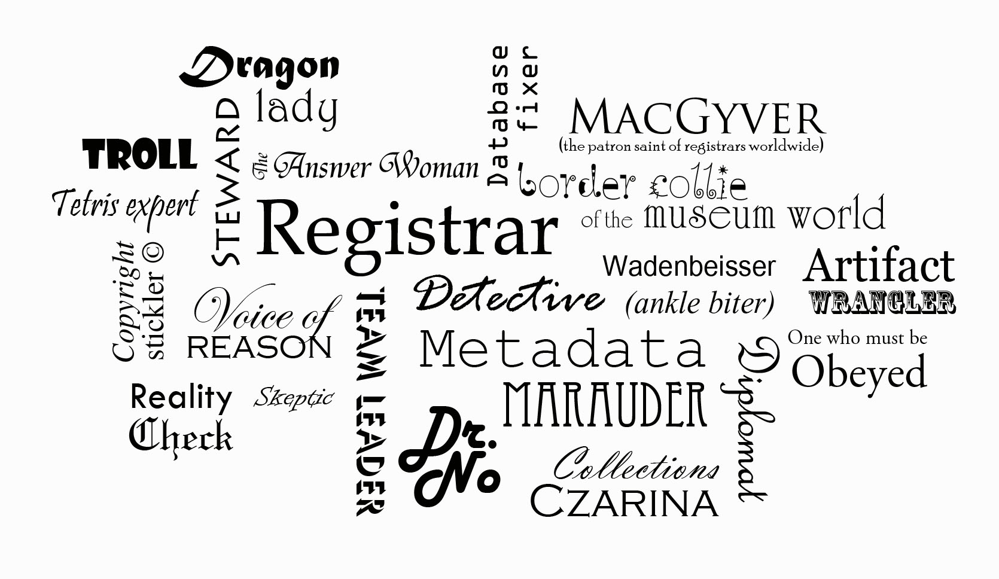 Dragon
lady
TROLL
STEWARD
The Answer Woman
Database
fixer
MACGYVER
(the patron saint of registrars worldwide)
border collie
of the museum world
Tetris expert
Registrar
Copyright
stickler ©
Voice of
REASON
TEAM LEADER
Detective
Wadenbeisser
(ankle biter)
Artifact
WRANGLER
Metadata
MARAUDER
Diplomat
One who must be
Obeyed
Reality
Check
Skeptic
Dr.
No
Collections
CZARINA